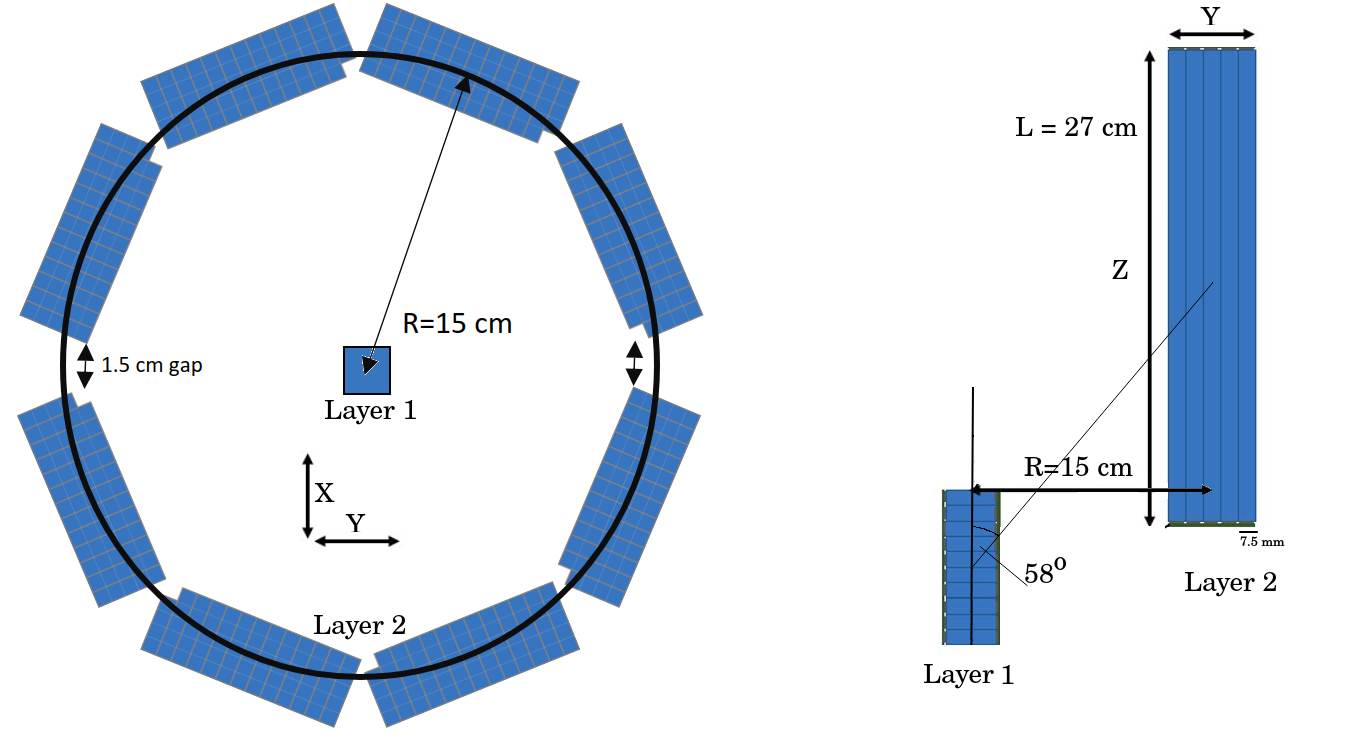 R=15 cm
1.5 cm gap
Layer 1
X
Y
Layer 2
Y
L = 27 cm
Z
R=15 cm
7.5 mm
58⁰
Layer 2
Layer 1